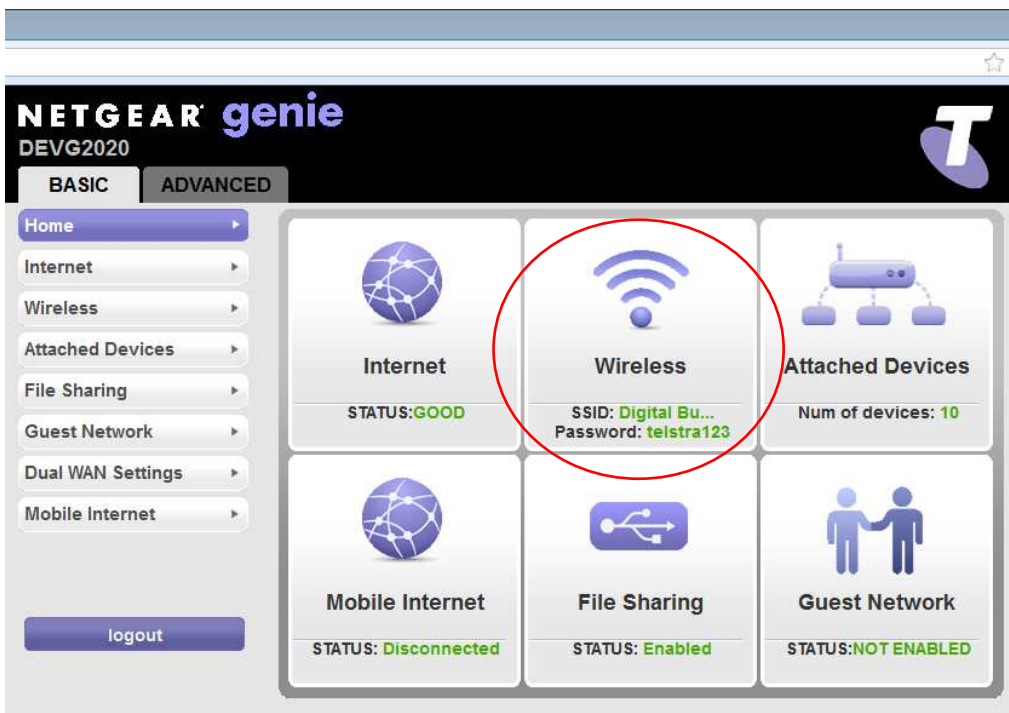 NETGEAR® genie
DEVG2020
BASIC ADVANCED
Home
Internet
Wireless
Attached Devices
File Sharing
Guest Network
Dual WAN Settings
Mobile Internet
logout
Internet
STATUS:GOOD
Wireless
SSID: Digital Bu...
Password: telstra123
Attached Devices
Num of devices: 10
Mobile Internet
STATUS: Disconnected
File Sharing
STATUS: Enabled
Guest Network
STATUS:NOT ENABLED
T